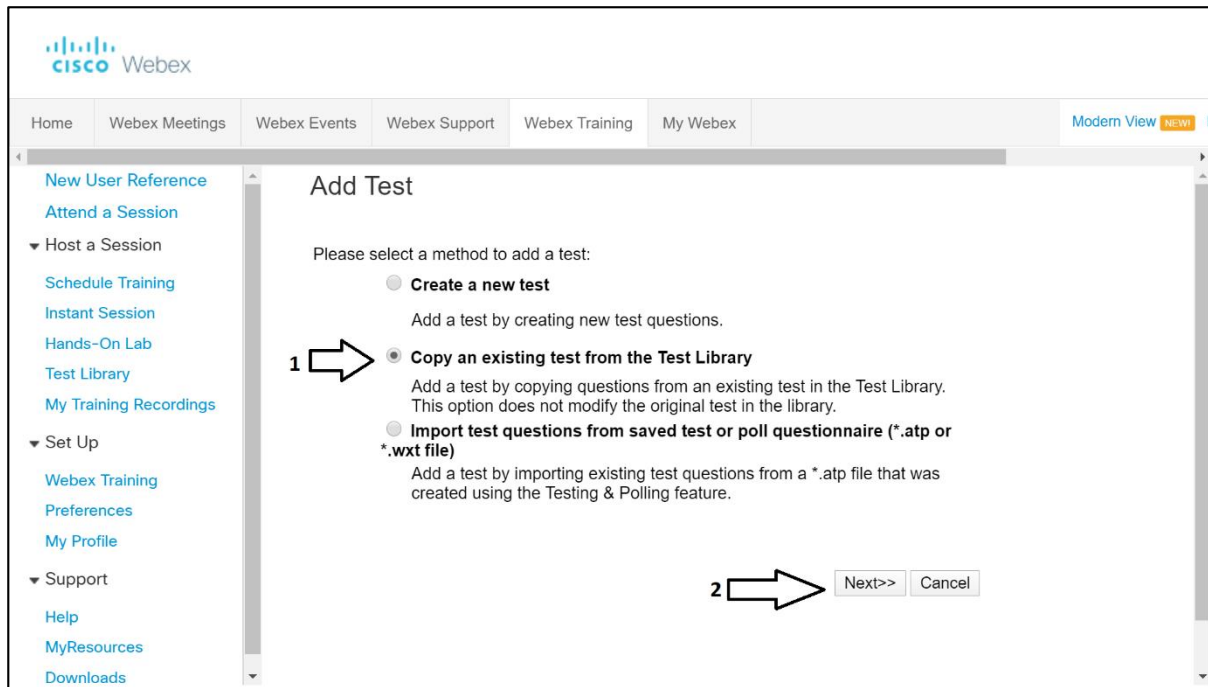 CISCO Webex
Home
Webex Meetings
Webex Events
Webex Support
Webex Training
My Webex
Modern View NEW!
New User Reference
Attend a Session
Host a Session
Schedule Training
Instant Session
Hands-On Lab
Test Library
My Training Recordings
Set Up
Webex Training
Preferences
My Profile
Support
Help
MyResources
Downloads
Add Test
Please select a method to add a test:
Create a new test
Add a test by creating new test questions.
1
Copy an existing test from the Test Library
Add a test by copying questions from an existing test in the Test Library.
This option does not modify the original test in the library.
Import test questions from saved test or poll questionnaire (*.atp or
*.wxt file)
Add a test by importing existing test questions from a *.atp file that was
created using the Testing & Polling feature.
2
Next>>
Cancel